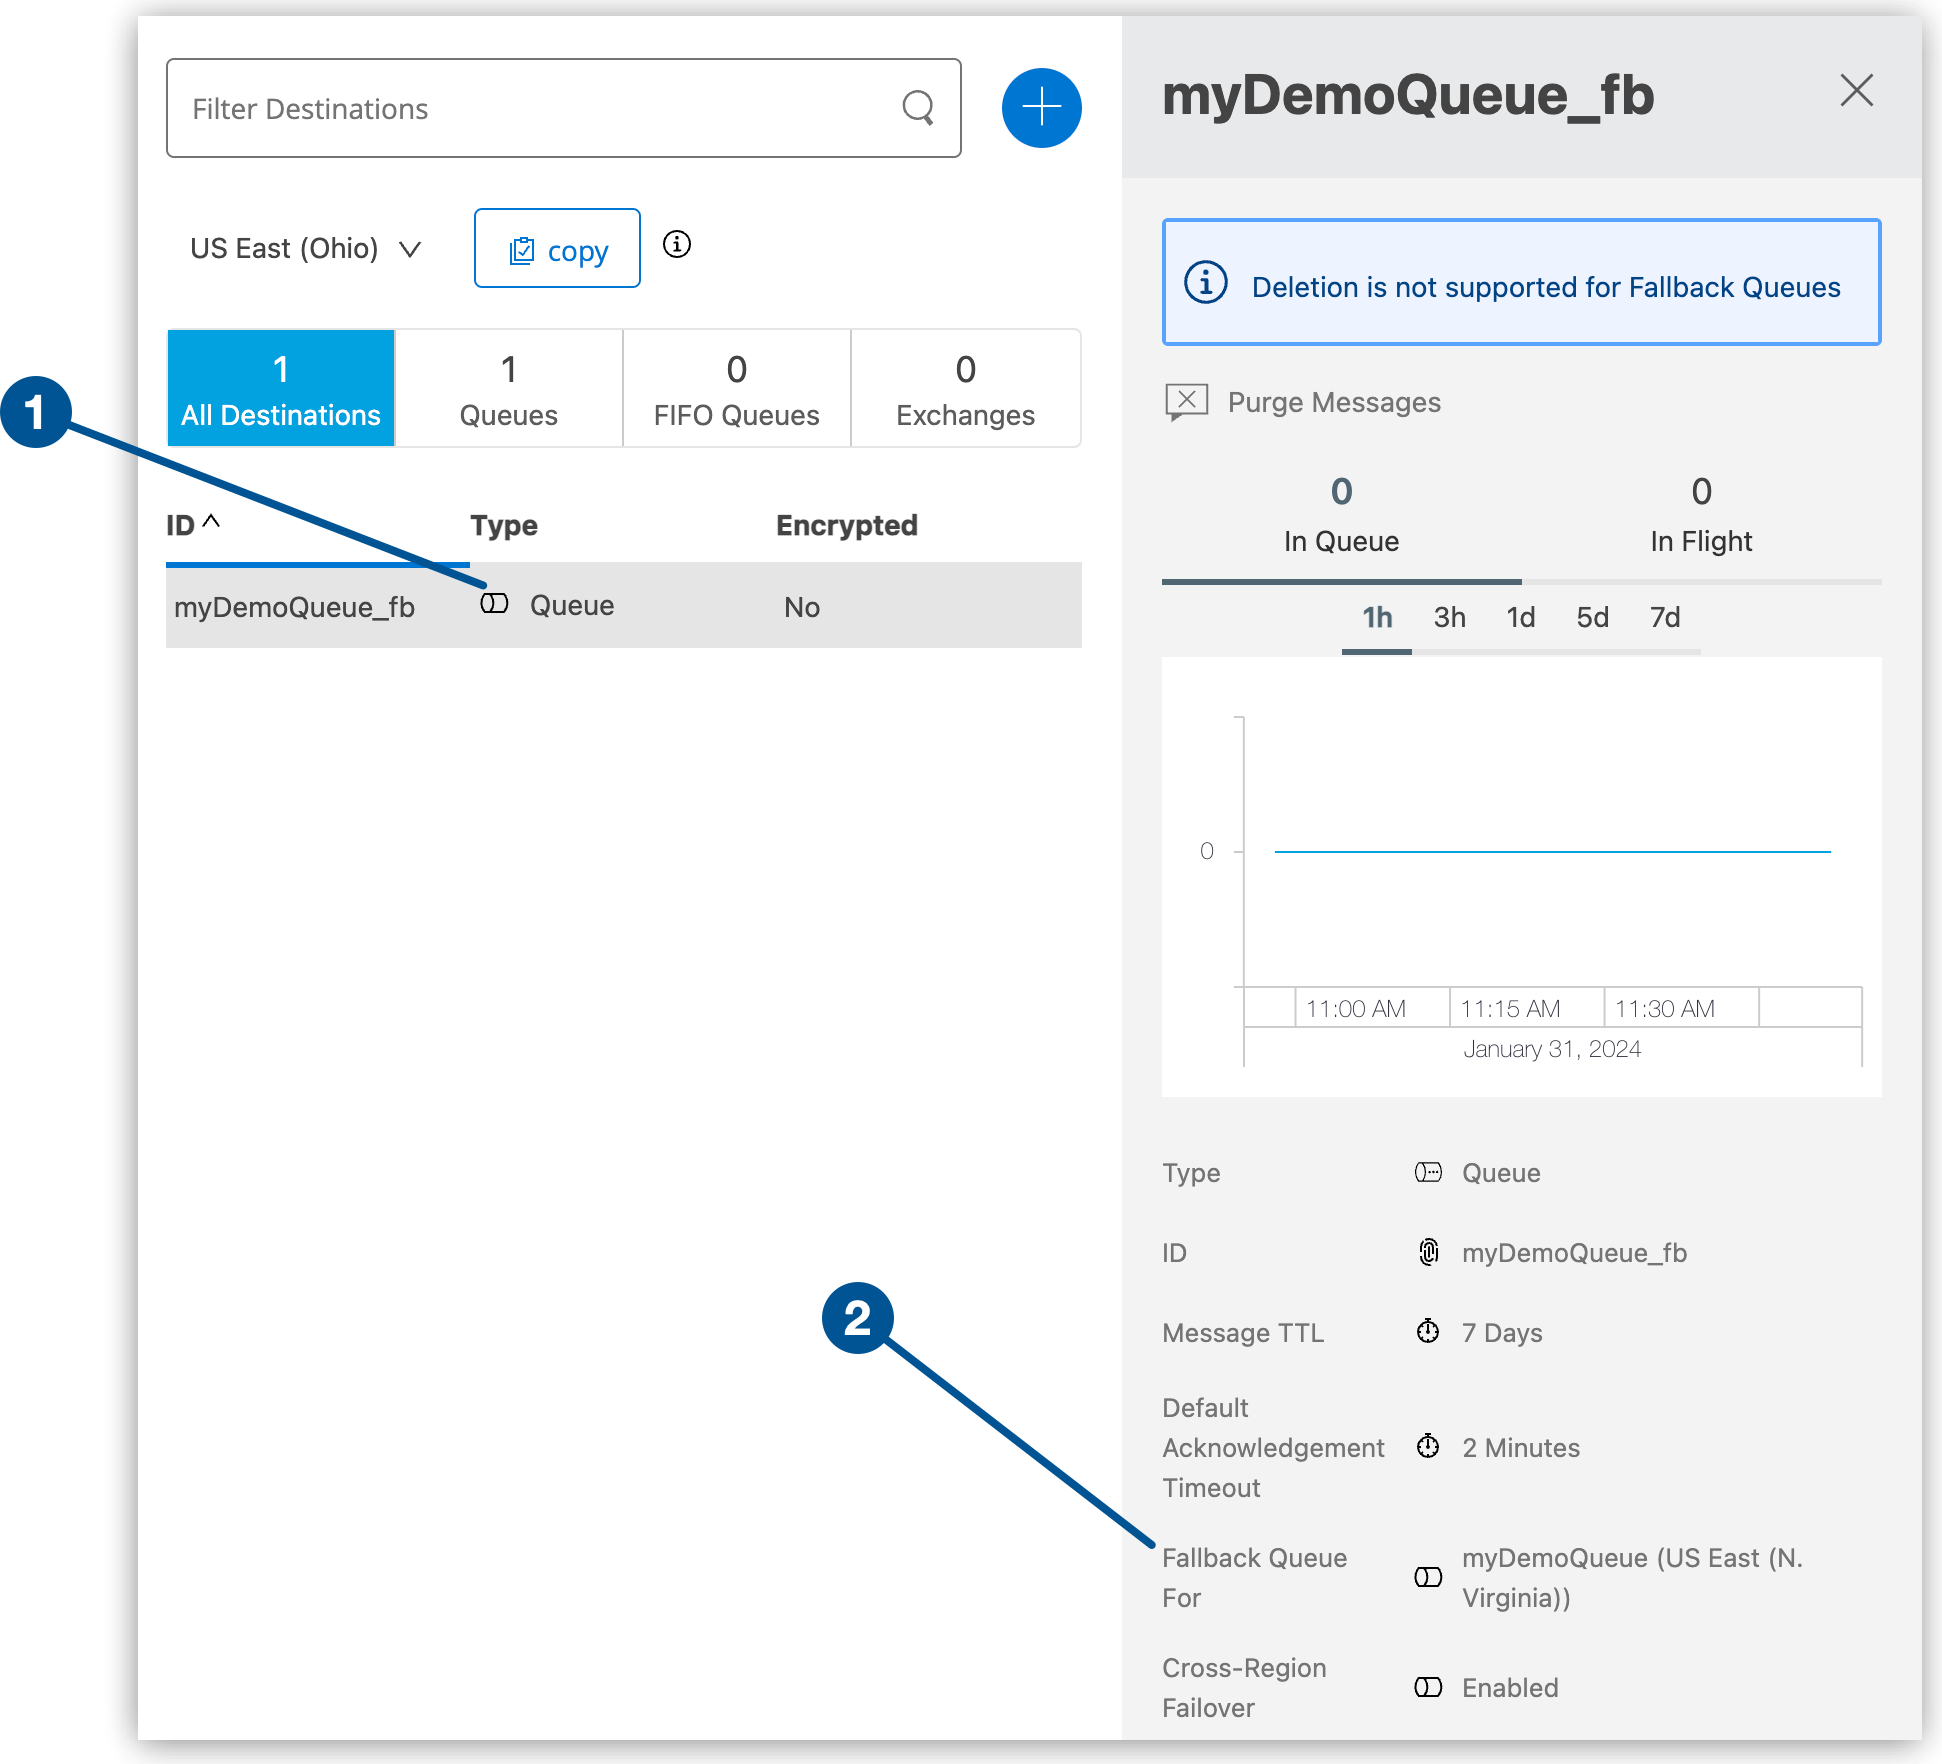 Filter Destinations
US East (Ohio)
copy
1
All Destinations
1
Queues
0
FIFO Queues
0
Exchanges
1
ID
Type
Encrypted
myDemoQueue_fb
Queue
No
myDemoQueue_fb
Deletion is not supported for Fallback Queues
Purge Messages
0
In Queue
0
In Flight
1h 3h 1d 5d 7d
0
11:00 AM 11:15 AM 11:30 AM
January 31, 2024
Type
Queue
ID
myDemoQueue_fb
Message TTL
7 Days
Default
Acknowledgement
Timeout
2 Minutes
2
Fallback Queue
For
myDemoQueue (US East (N.
Virginia))
Cross-Region
Failover
Enabled